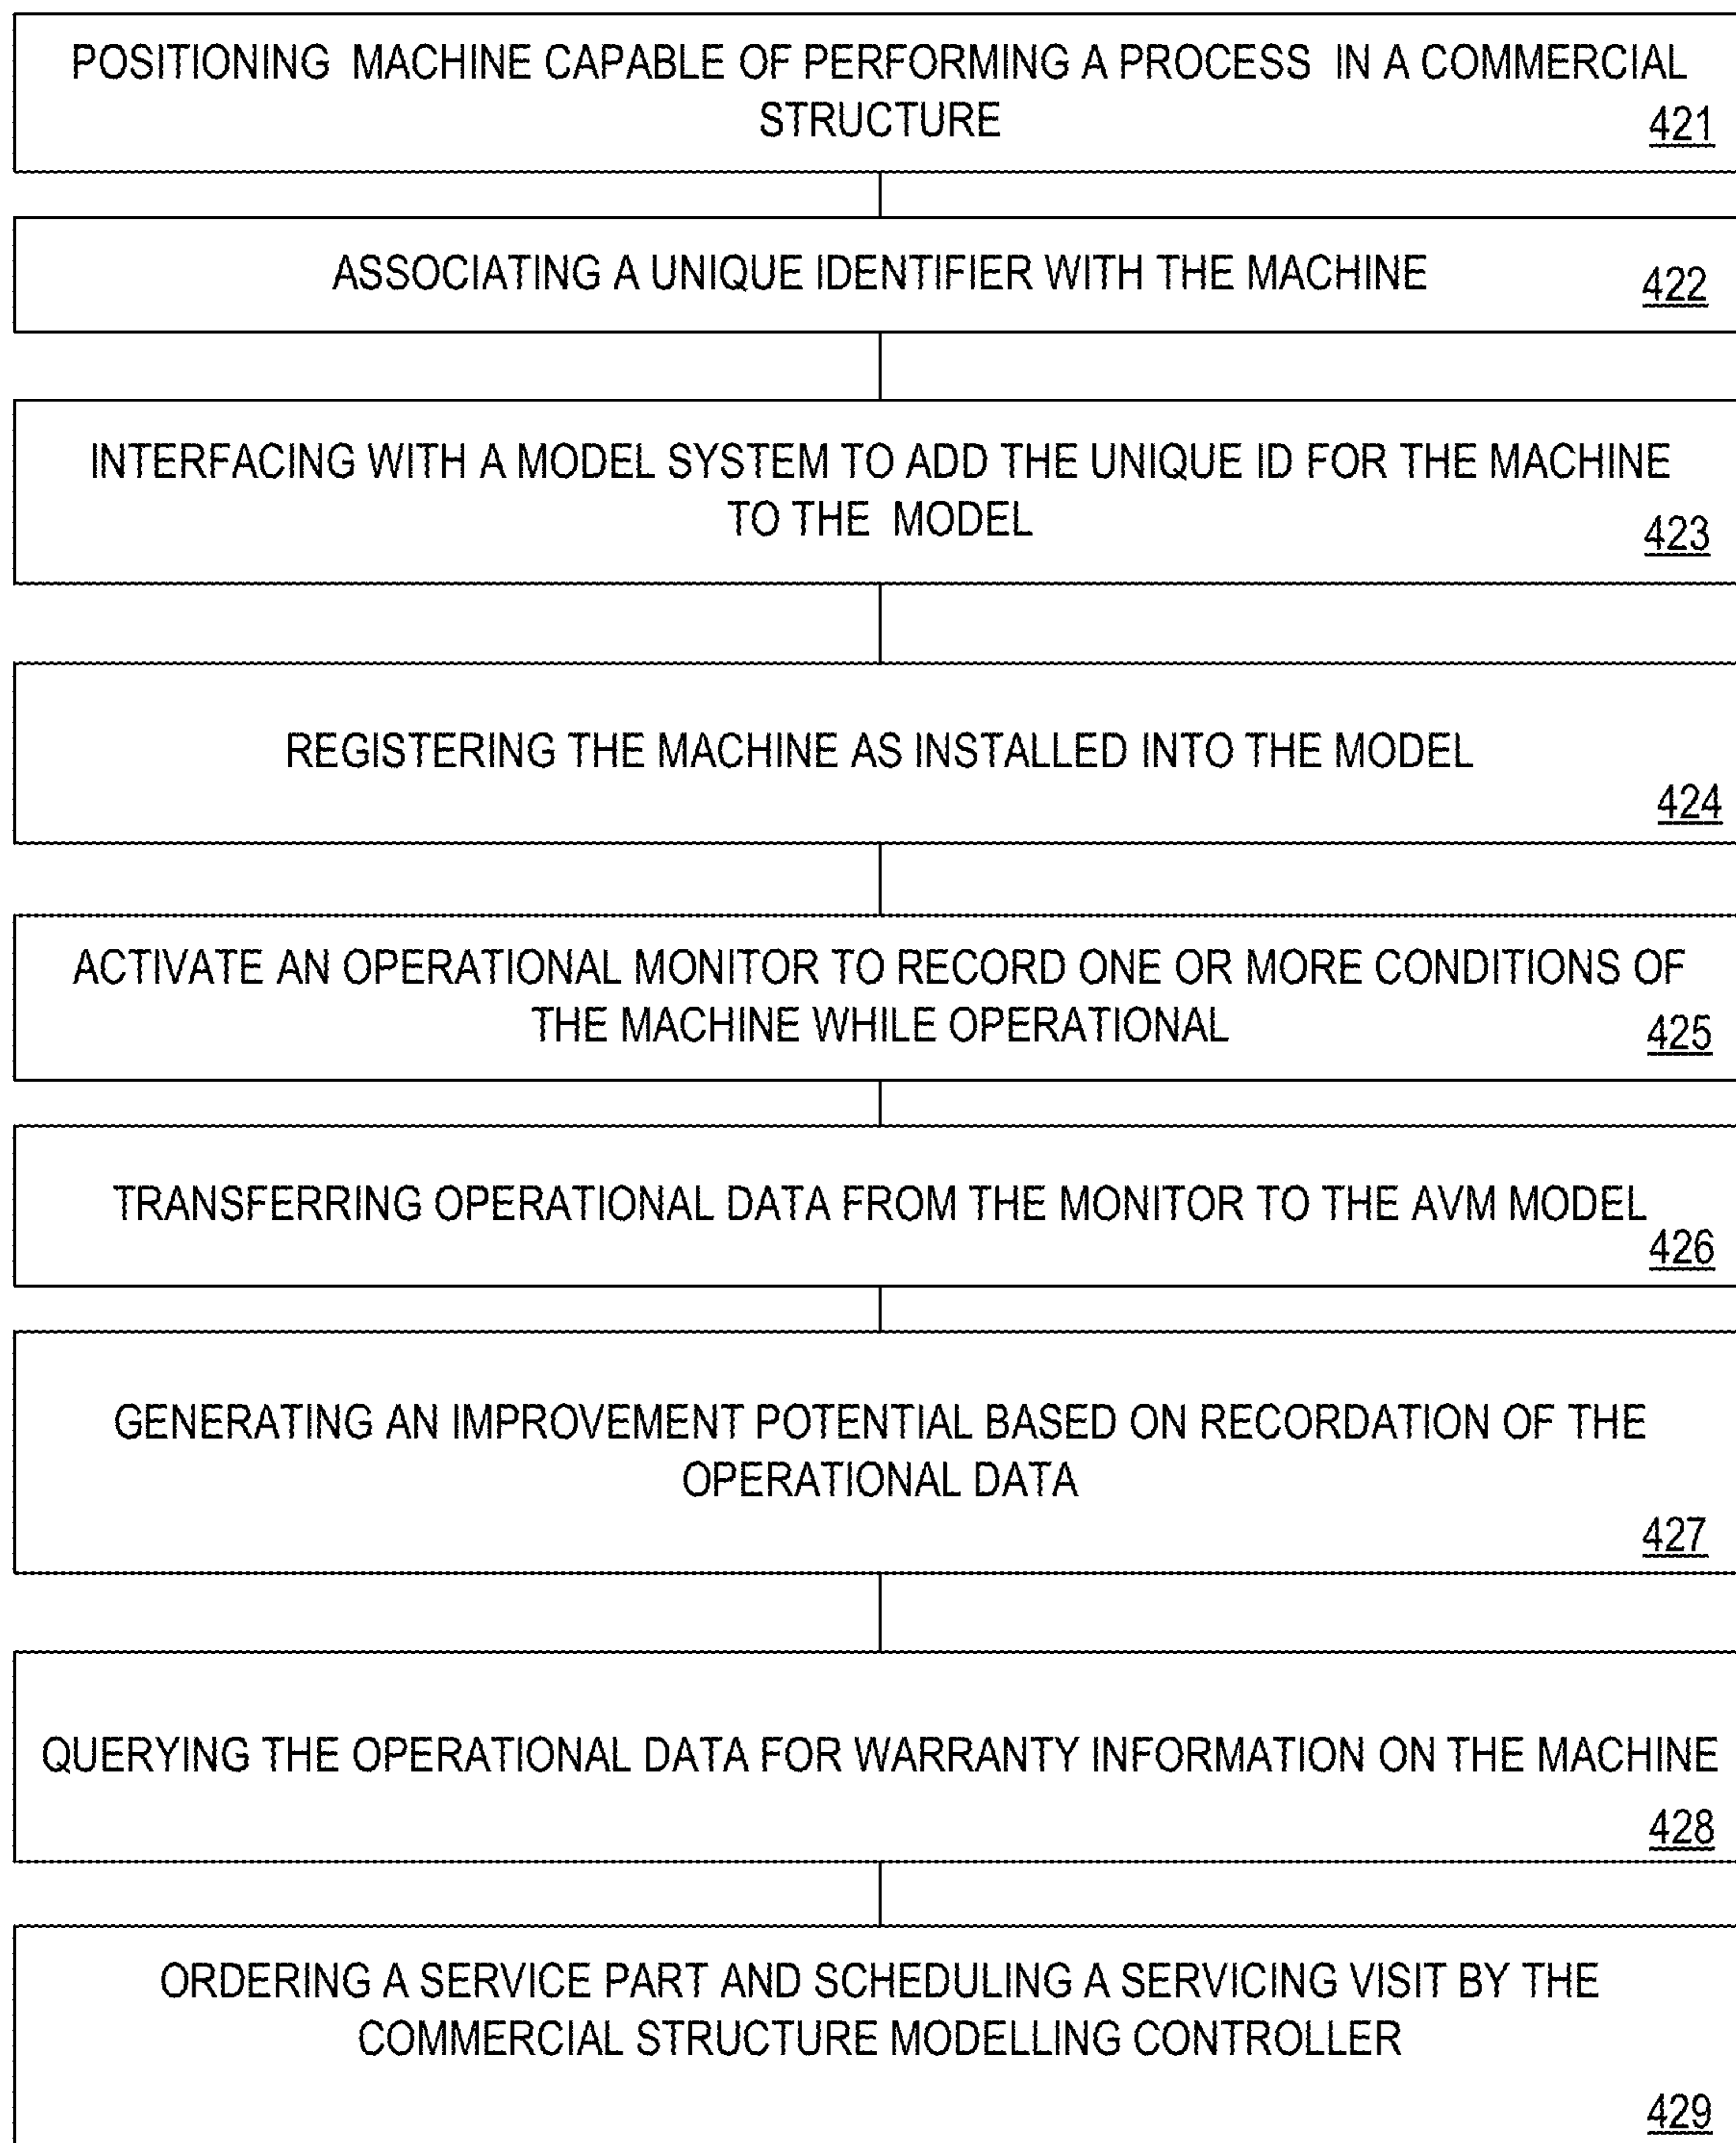 POSITIONING MACHINE CAPABLE OF PERFORMING A PROCESS IN A COMMERCIAL
STRUCTURE
421
ASSOCIATING A UNIQUE IDENTIFIER WITH THE MACHINE
422
INTERFACING WITH A MODEL SYSTEM TO ADD THE UNIQUE ID FOR THE MACHINE
TO THE MODEL
423
REGISTERING THE MACHINE AS INSTALLED INTO THE MODEL
424
ACTIVATE AN OPERATIONAL MONITOR TO RECORD ONE OR MORE CONDITIONS OF
THE MACHINE WHILE OPERATIONAL
425
TRANSFERRING OPERATIONAL DATA FROM THE MONITOR TO THE AVM MODEL
426
GENERATING AN IMPROVEMENT POTENTIAL BASED ON RECORDATION OF THE
OPERATIONAL DATA
427
QUERYING THE OPERATIONAL DATA FOR WARRANTY INFORMATION ON THE MACHINE
428
ORDERING A SERVICE PART AND SCHEDULING A SERVICING VISIT BY THE
COMMERCIAL STRUCTURE MODELLING CONTROLLER
429